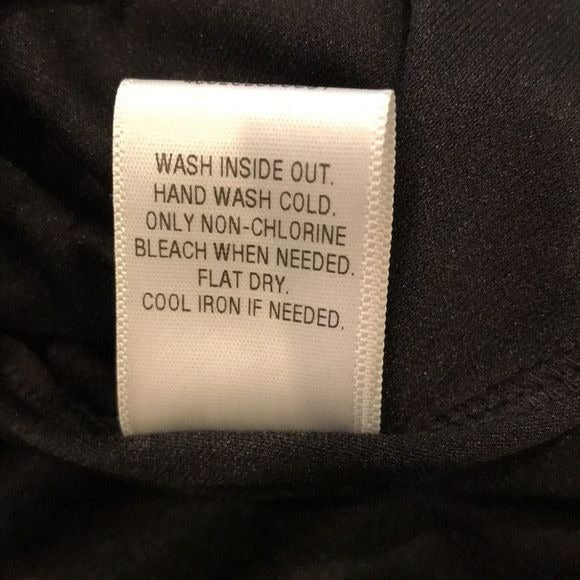 WASH INSIDE OUT.
HAND WASH COLD.
ONLY NON-CHLORINE
BLEACH WHEN NEEDED.
FLAT DRY.
COOL IRON IF NEEDED.